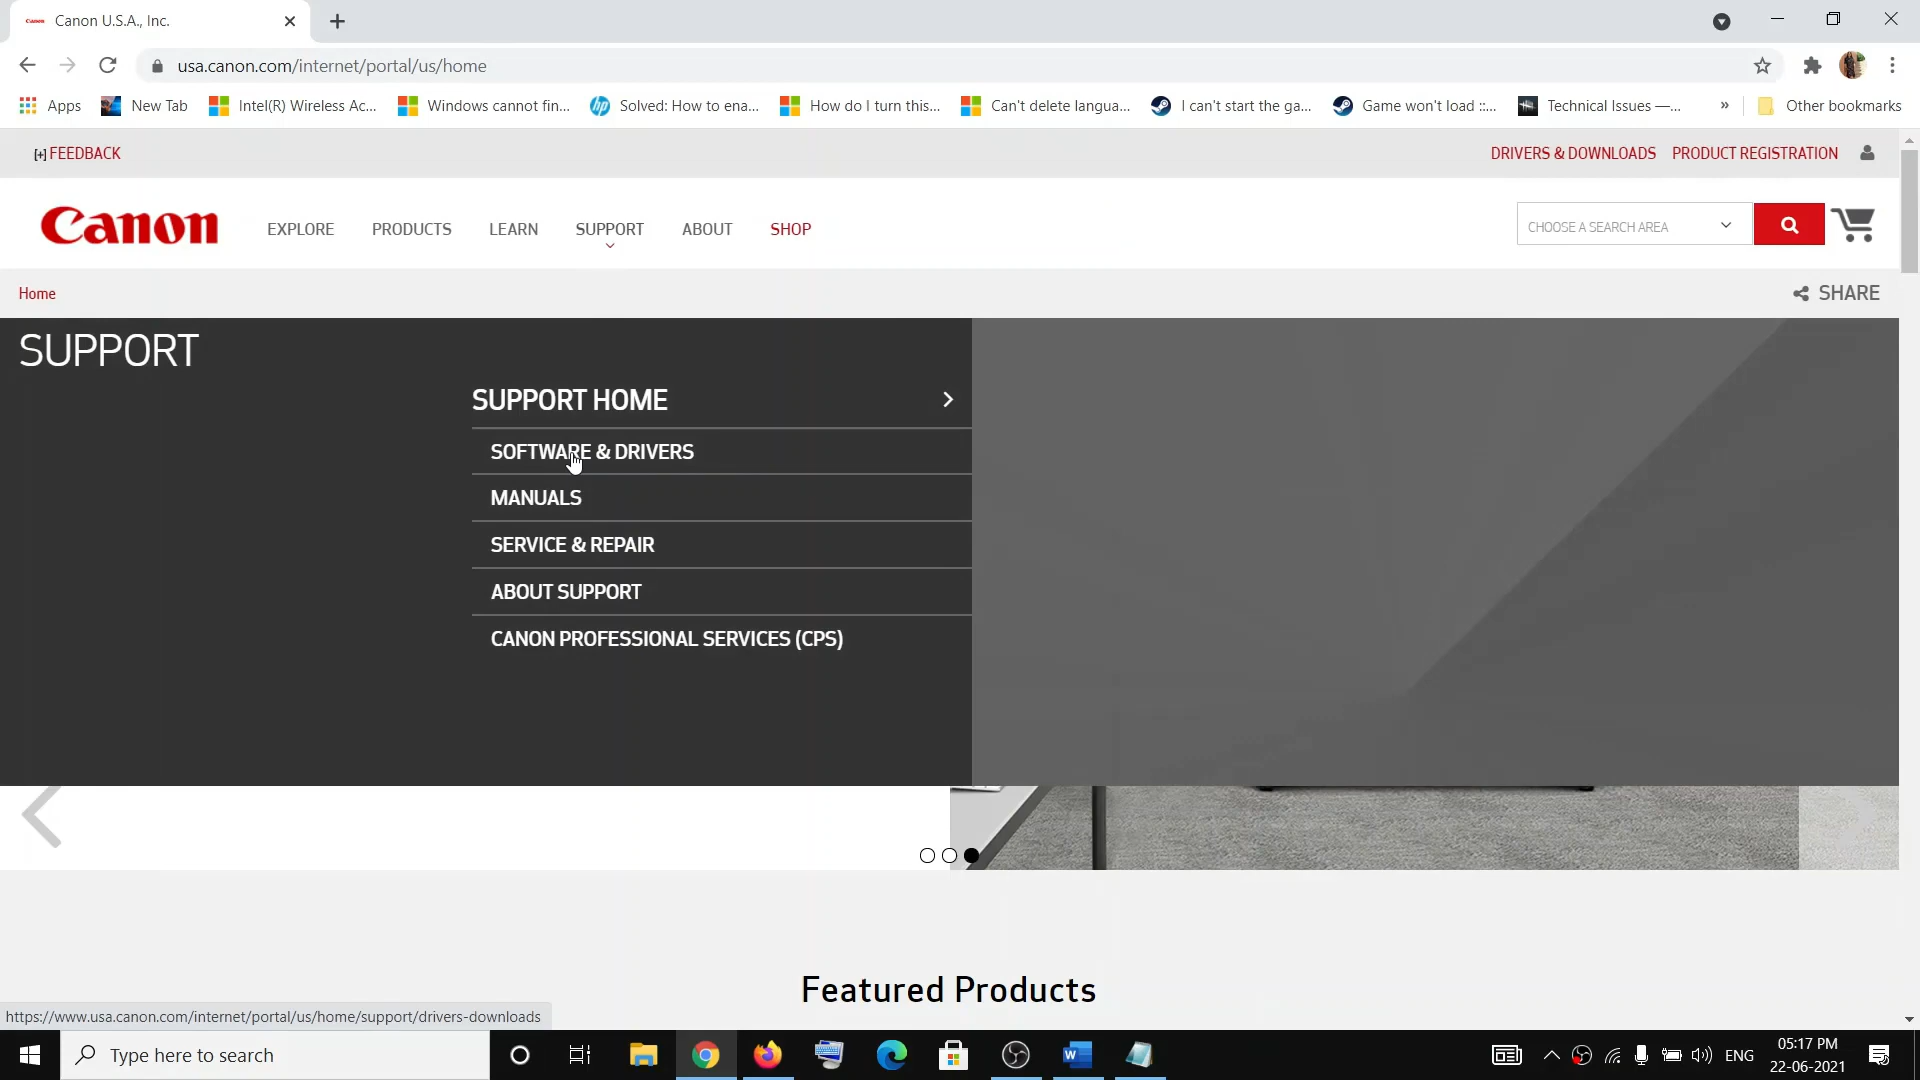 Canon Canon U.S.A., Inc.
usa.canon.com/internet/portal/us/home
Apps New Tab Intel(R) Wireless Ac... Windows cannot fin... Solved: How to ena... How do I turn this... Can't delete langua... I can't start the ga... Game won't load ::... Technical Issues —... » Other bookmarks
[+] FEEDBACK DRIVERS & DOWNLOADS PRODUCT REGISTRATION
Canon EXPLORE PRODUCTS LEARN SUPPORT ABOUT SHOP CHOOSE A SEARCH AREA
Home SHARE
SUPPORT
SUPPORT HOME
SOFTWARE & DRIVERS
MANUALS
SERVICE & REPAIR
ABOUT SUPPORT
CANON PROFESSIONAL SERVICES (CPS)
Featured Products
https://www.usa.canon.com/internet/portal/us/home/support/drivers-downloads
Type here to search ENG 05:17 PM
22-06-2021